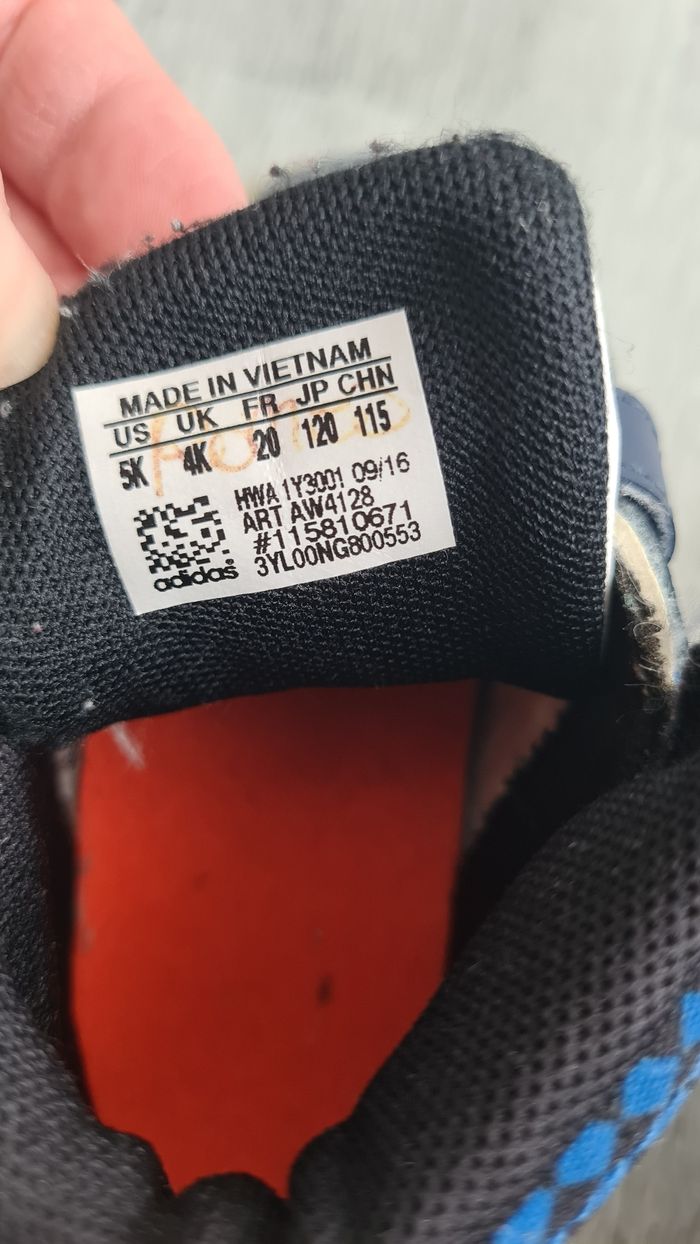 MADE IN VIETNAM
US UK FR JP CHN
5K 4K 20 120 115
HWA 1Y3001 09/16
ART AW4128
#115810671
3YL00NG800553
adidas